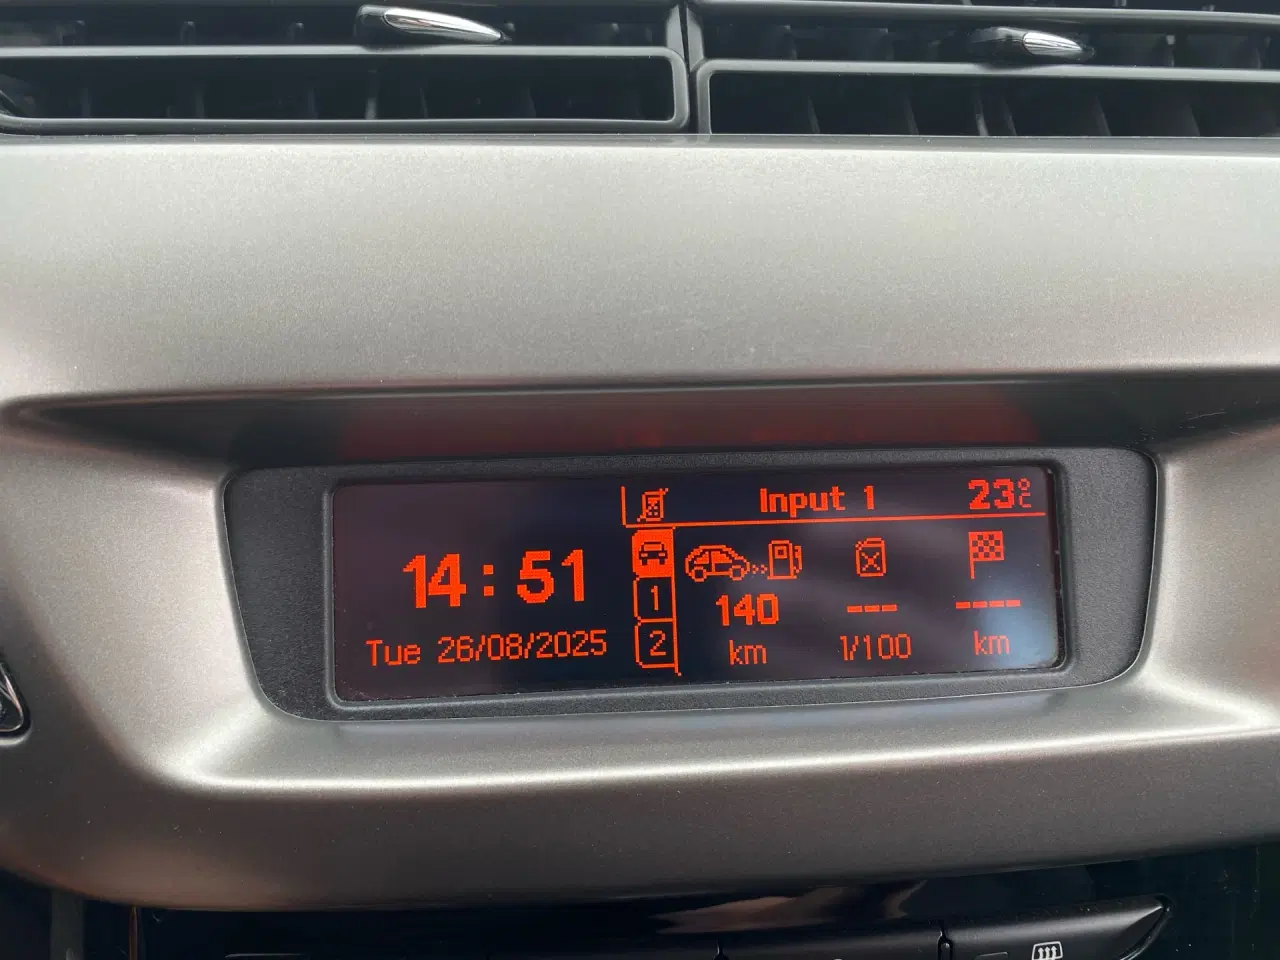 Input 1 23°C
14:51
Tue 26/08/2025
1
2
140 --- ----
km l/100 km